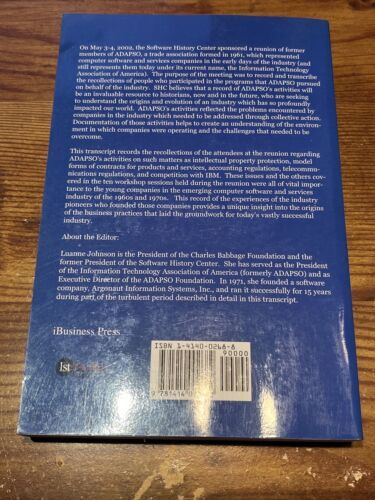 On May 3-4, 2002, the Software History Center sponsored a reunion of former
members of ADAPSO, a trade association formed in 1961, which represented
computer software and services companies in the early days of the industry (and
still represents them today under its current name, the Information Technology
Association of America). The purpose of the meeting was to record and transcribe
the recollections of people who participated in the programs that ADAPSO pursued
on behalf of the industry. SHC believes that a record of ADAPSO's activities will
be an invaluable resource to historians, now and in the future, who are seeking
to understand the origins and evolution of an industry which has so profoundly
impacted our world. ADAPSO's activities reflected the problems encountered by
companies in the industry which needed to be addressed through collective action.
Documentation of those activities helps to create an understanding of the environ-
ment in which companies were operating and the challenges that needed to be
overcome.
This transcript records the recollections of the attendees at the reunion regarding
ADAPSO's activities on such matters as intellectual property protection, model
forms of contracts for products and services, accounting regulations, telecommu-
nications regulations, and competition with IBM. These issues and the others cov-
ered in the ten workshop sessions held during the reunion were all of vital impor-
tance to the young companies in the emerging computer software and services
industry of the 1960s and 1970s. This record of the experiences of the industry
pioneers who founded those companies provides a unique insight into the origins
of the business practices that laid the groundwork for today's vastly successful
industry.
About the Editor:
Luanne Johnson is the President of the Charles Babbage Foundation and the
former President of the Software History Center. She has served as the President
of the Information Technology Association of America (formerly ADAPSO) and as
Executive Director of the ADAPSO Foundation. In 1971, she founded a software
company, Argonaut Information Systems, Inc., and ran it successfully for 15 years
during part of the turbulent period described in detail in this transcript.
iBusiness Press
1st
ISBN 1-4140-0268-8
90000
9 781414